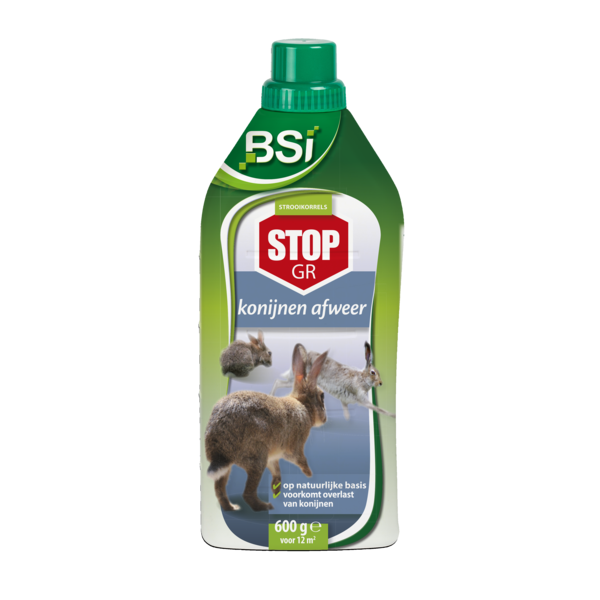 BSi
STROOIKORRELS
STOP
GR
konijnen afweer
✓ op natuurlijke basis
✓ voorkomt overlast
van konijnen
600 g ℮
voor 12 m²